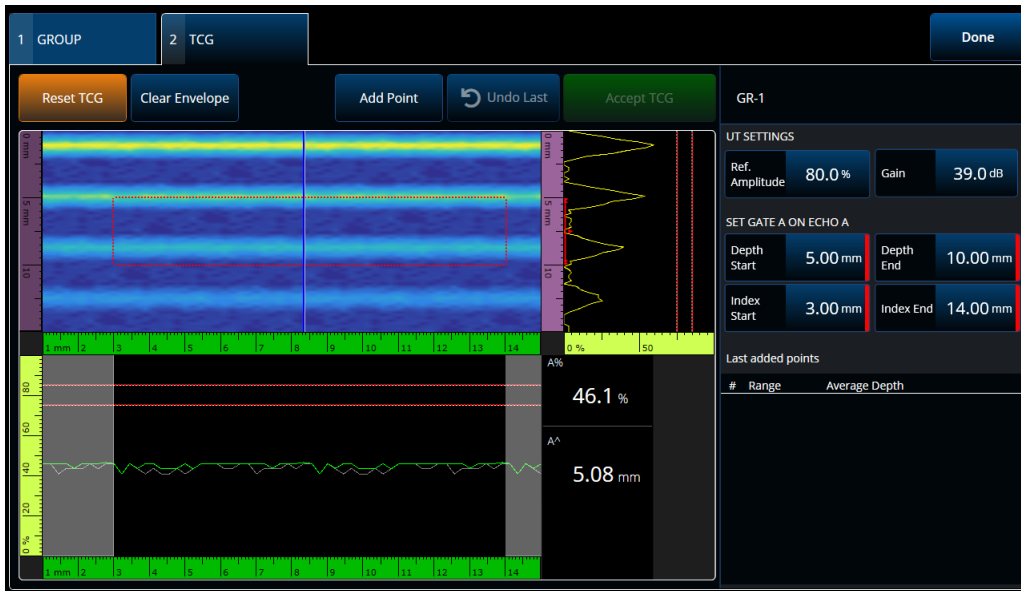 1 GROUP
2 TCG
Done
Reset TCG
Clear Envelope
Add Point
Undo Last
Accept TCG
GR-1
UT SETTINGS
Ref.
Amplitude
80.0 %
Gain
39.0 dB
SET GATE A ON ECHO A
Depth
Start
5.00 mm
Depth
End
10.00 mm
Index
Start
3.00 mm
Index End
14.00 mm
Last added points
# Range Average Depth
0 mm
5 mm
10
0 mm
5 mm
10
1 mm 2 3 4 5 6 7 8 9 10 11 12 13 14
0 % 50
A%
46.1 %
A^
5.08 mm
80
60
40
20
0 %
1 mm 2 3 4 5 6 7 8 9 10 11 12 13 14